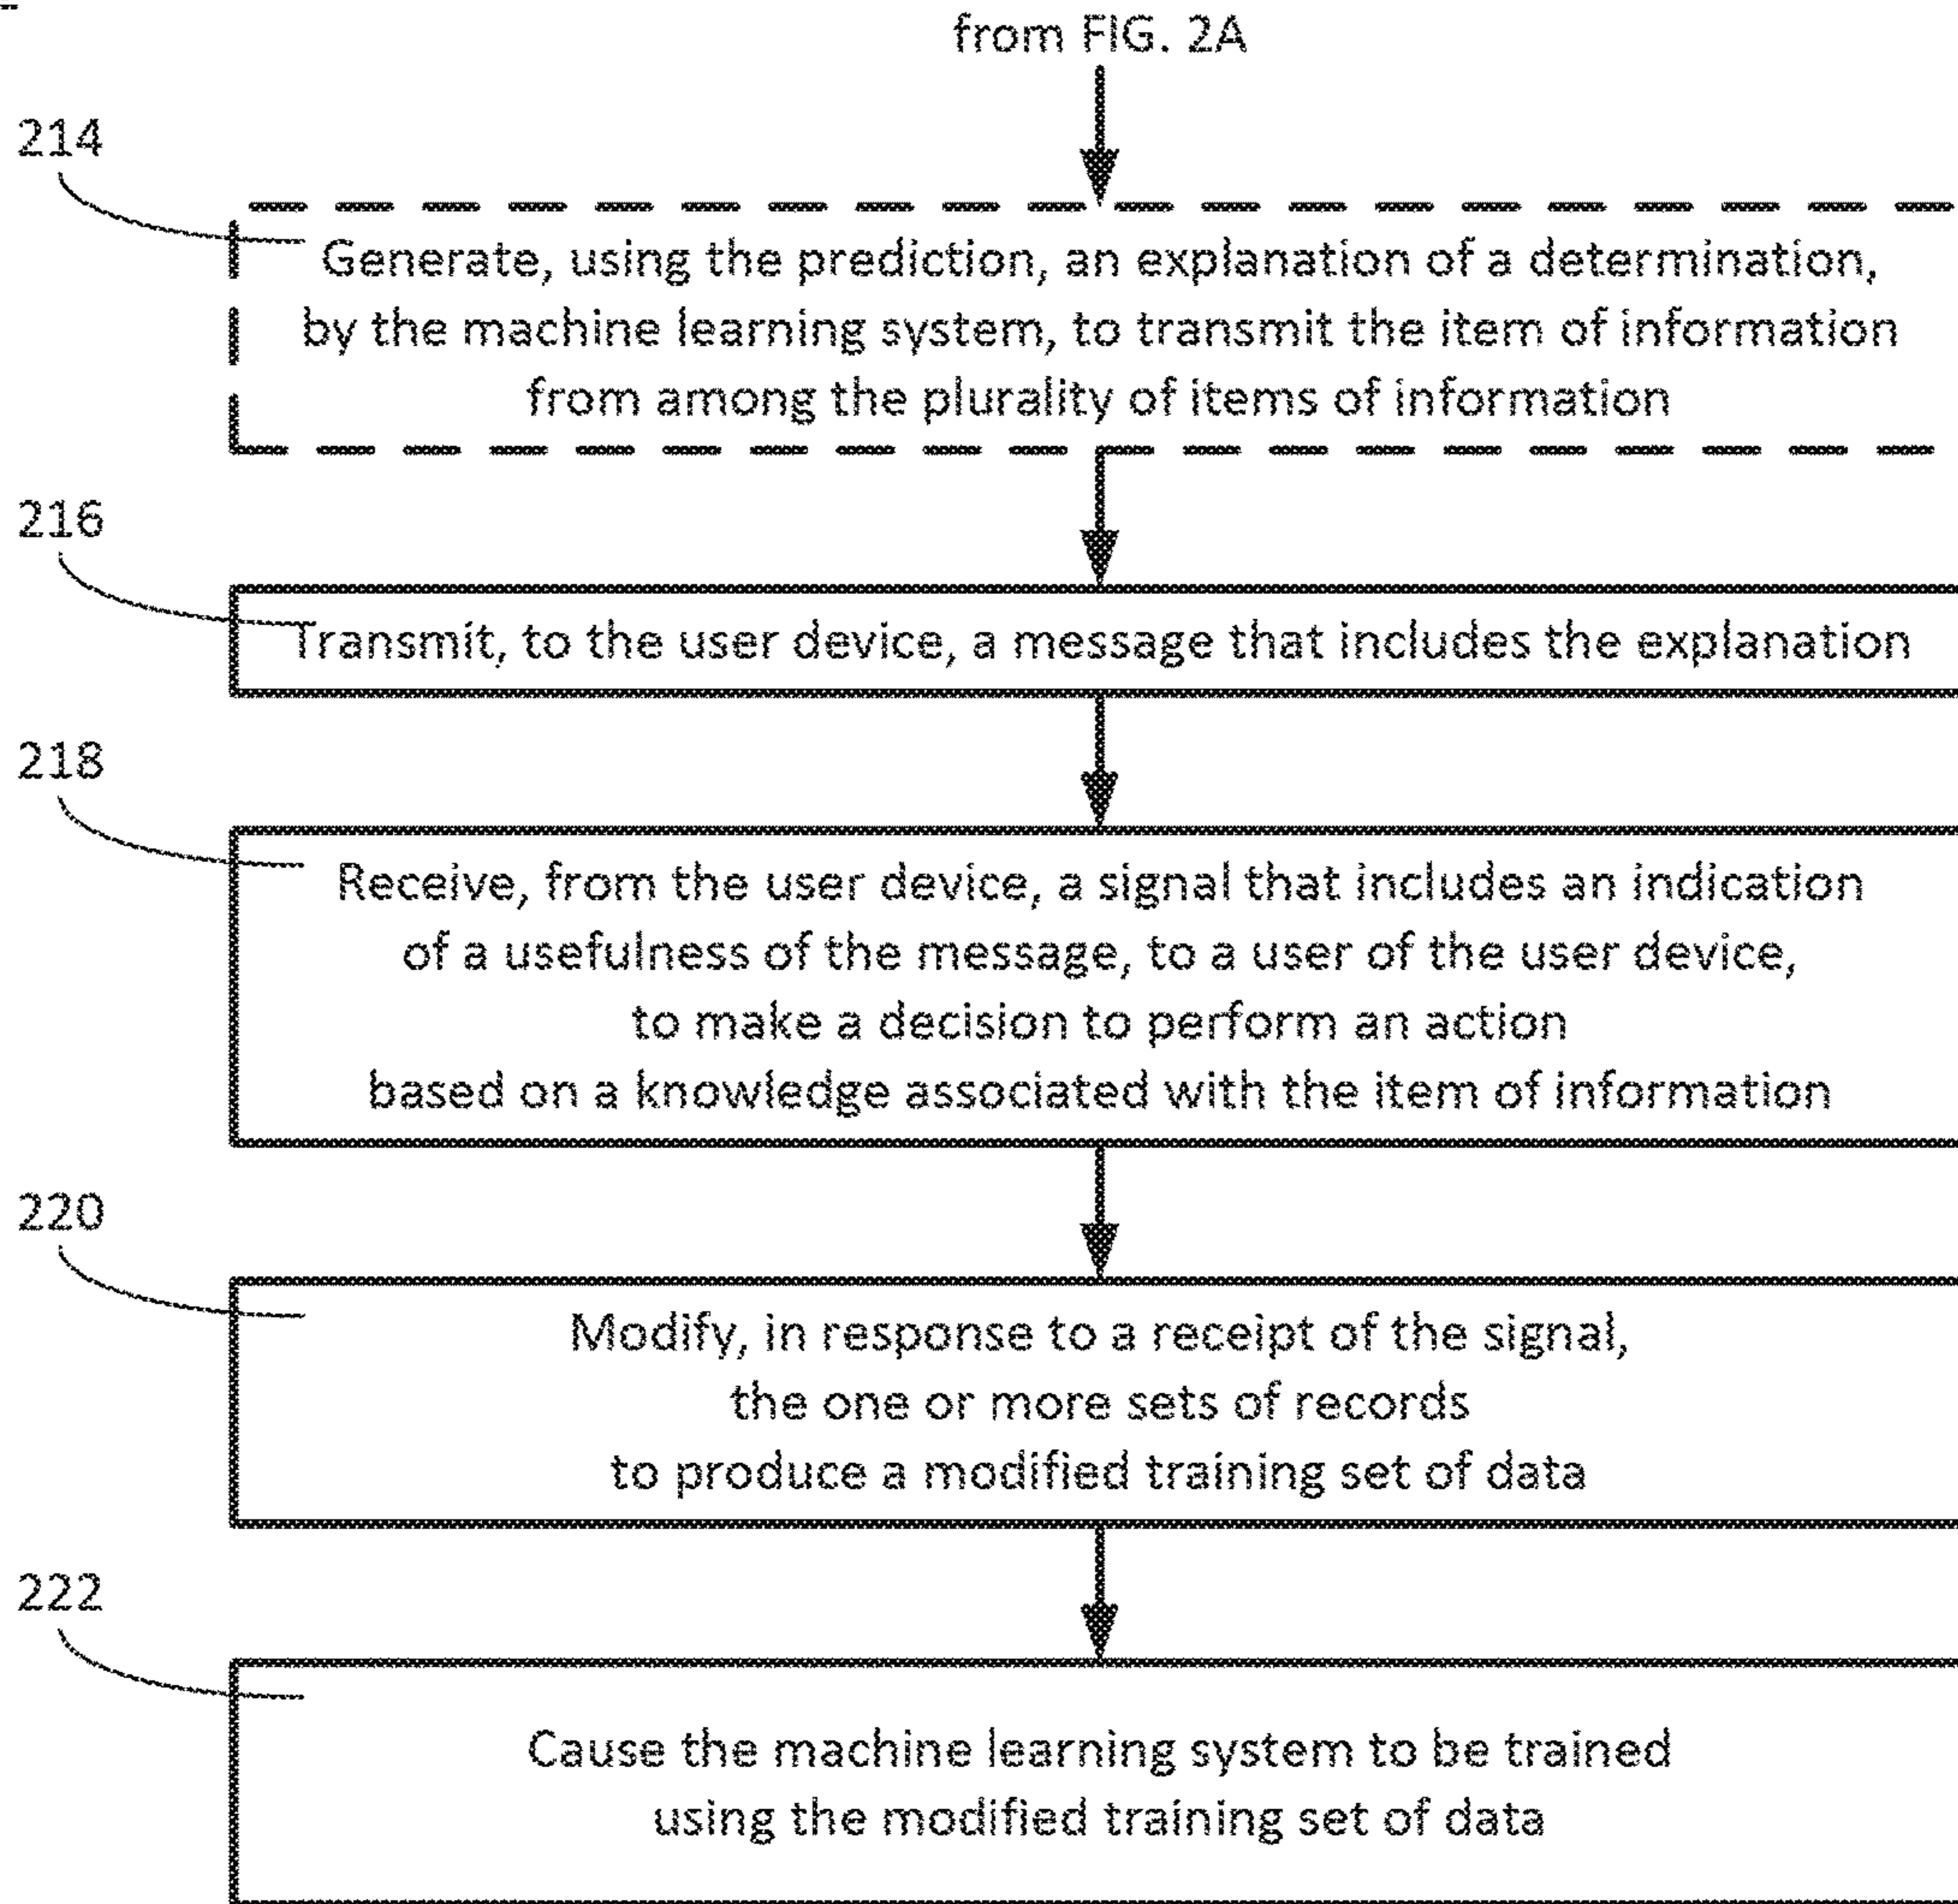 from FIG. 2A
214
Generate, using the prediction, an explanation of a determination,
by the machine learning system, to transmit the item of information
from among the plurality of items of information
216
Transmit, to the user device, a message that includes the explanation
218
Receive, from the user device, a signal that includes an indication
of a usefulness of the message, to a user of the user device,
to make a decision to perform an action
based on a knowledge associated with the item of information
220
Modify, in response to a receipt of the signal,
the one or more sets of records
to produce a modified training set of data
222
Cause the machine learning system to be trained
using the modified training set of data